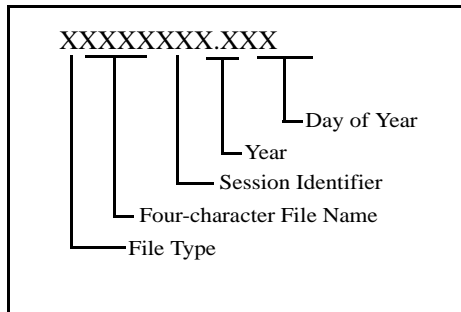 XXXXXXXX.XXX
Day of Year
Year
Session Identifier
Four-character File Name
File Type